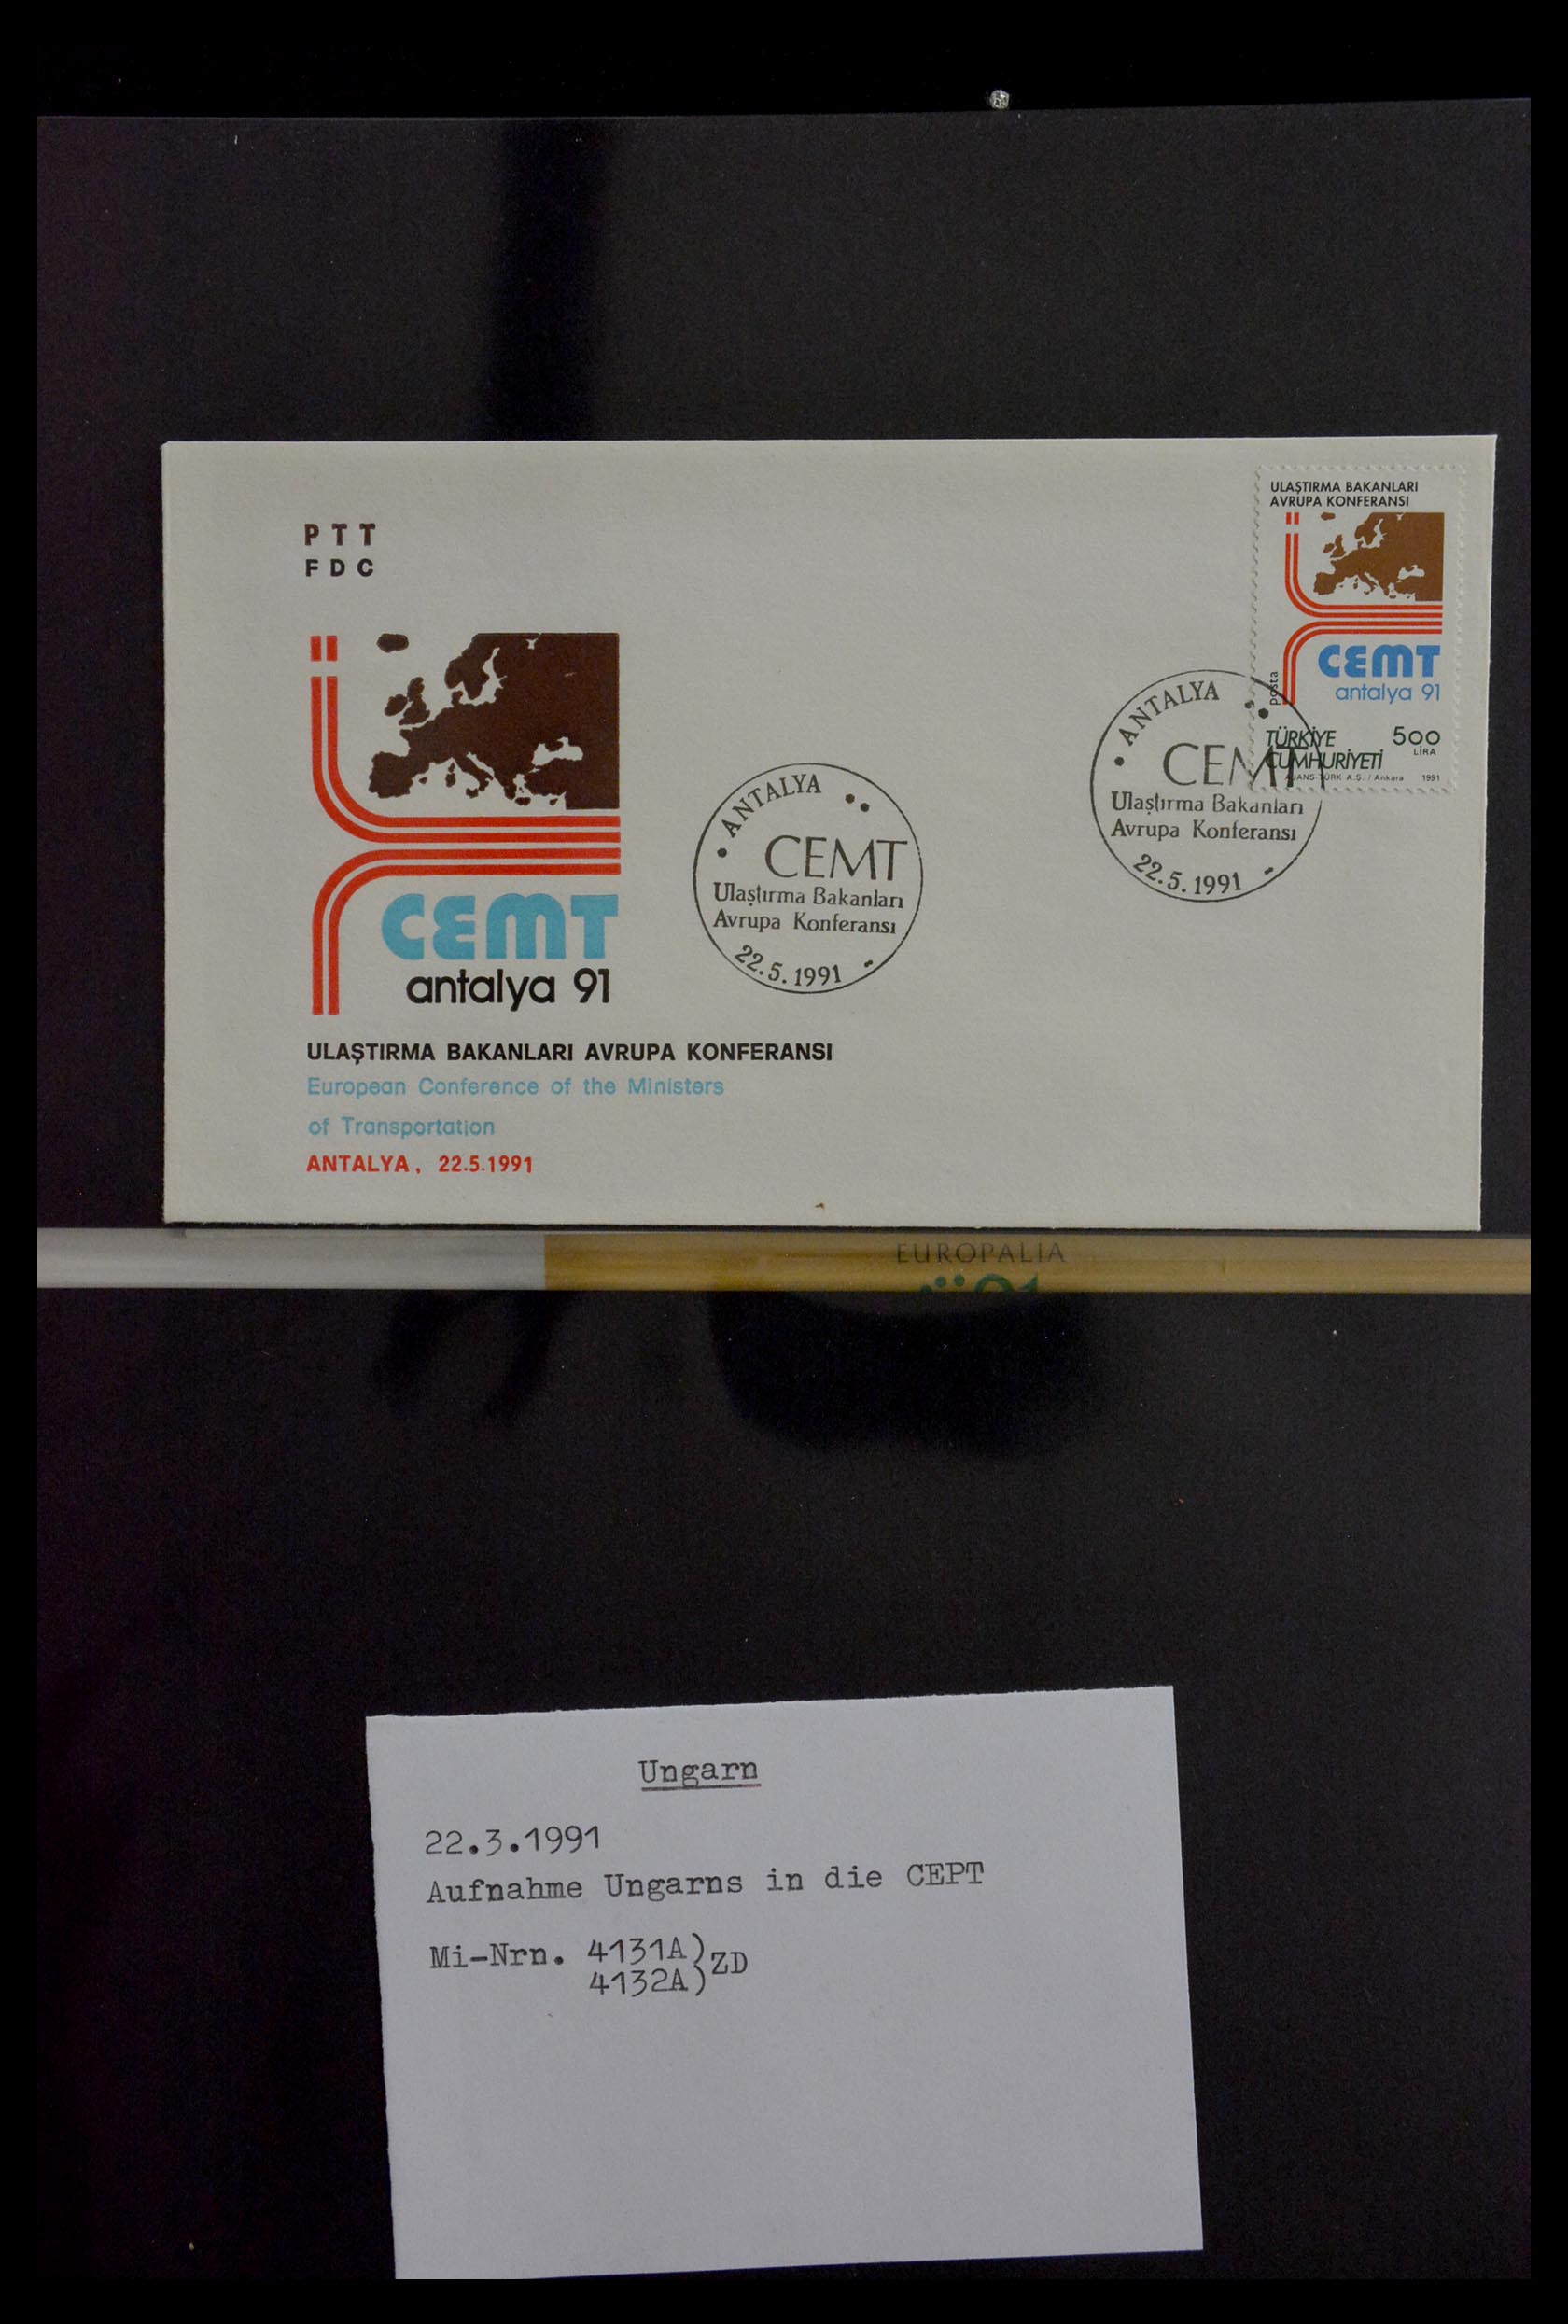 PTT
FDC
CEMT
antalya 91
ULAŞTIRMA BAKANLARI AVRUPA KONFERANSI
European Conference of the Ministers
of Transportation
ANTALYA, 22.5.1991
ANTALYA
CEMT
Ulaştırma Bakanları
Avrupa Konferansı
22.5.1991
ANTALYA
CEMT
Ulaştırma Bakanları
Avrupa Konferansı
22.5.1991
ULAŞTIRMA BAKANLARI
AVRUPA KONFERANSI
CEMT
antalya 91
posta
TÜRKİYE
CUMHURİYETİ
500
LİRA
AJANS-TÜRK A.Ş. / Ankara 1991
EUROPALIA
Ungarn
22.3.1991
Aufnahme Ungarns in die CEPT
Mi-Nrn. 4131A)ZD
4132A)